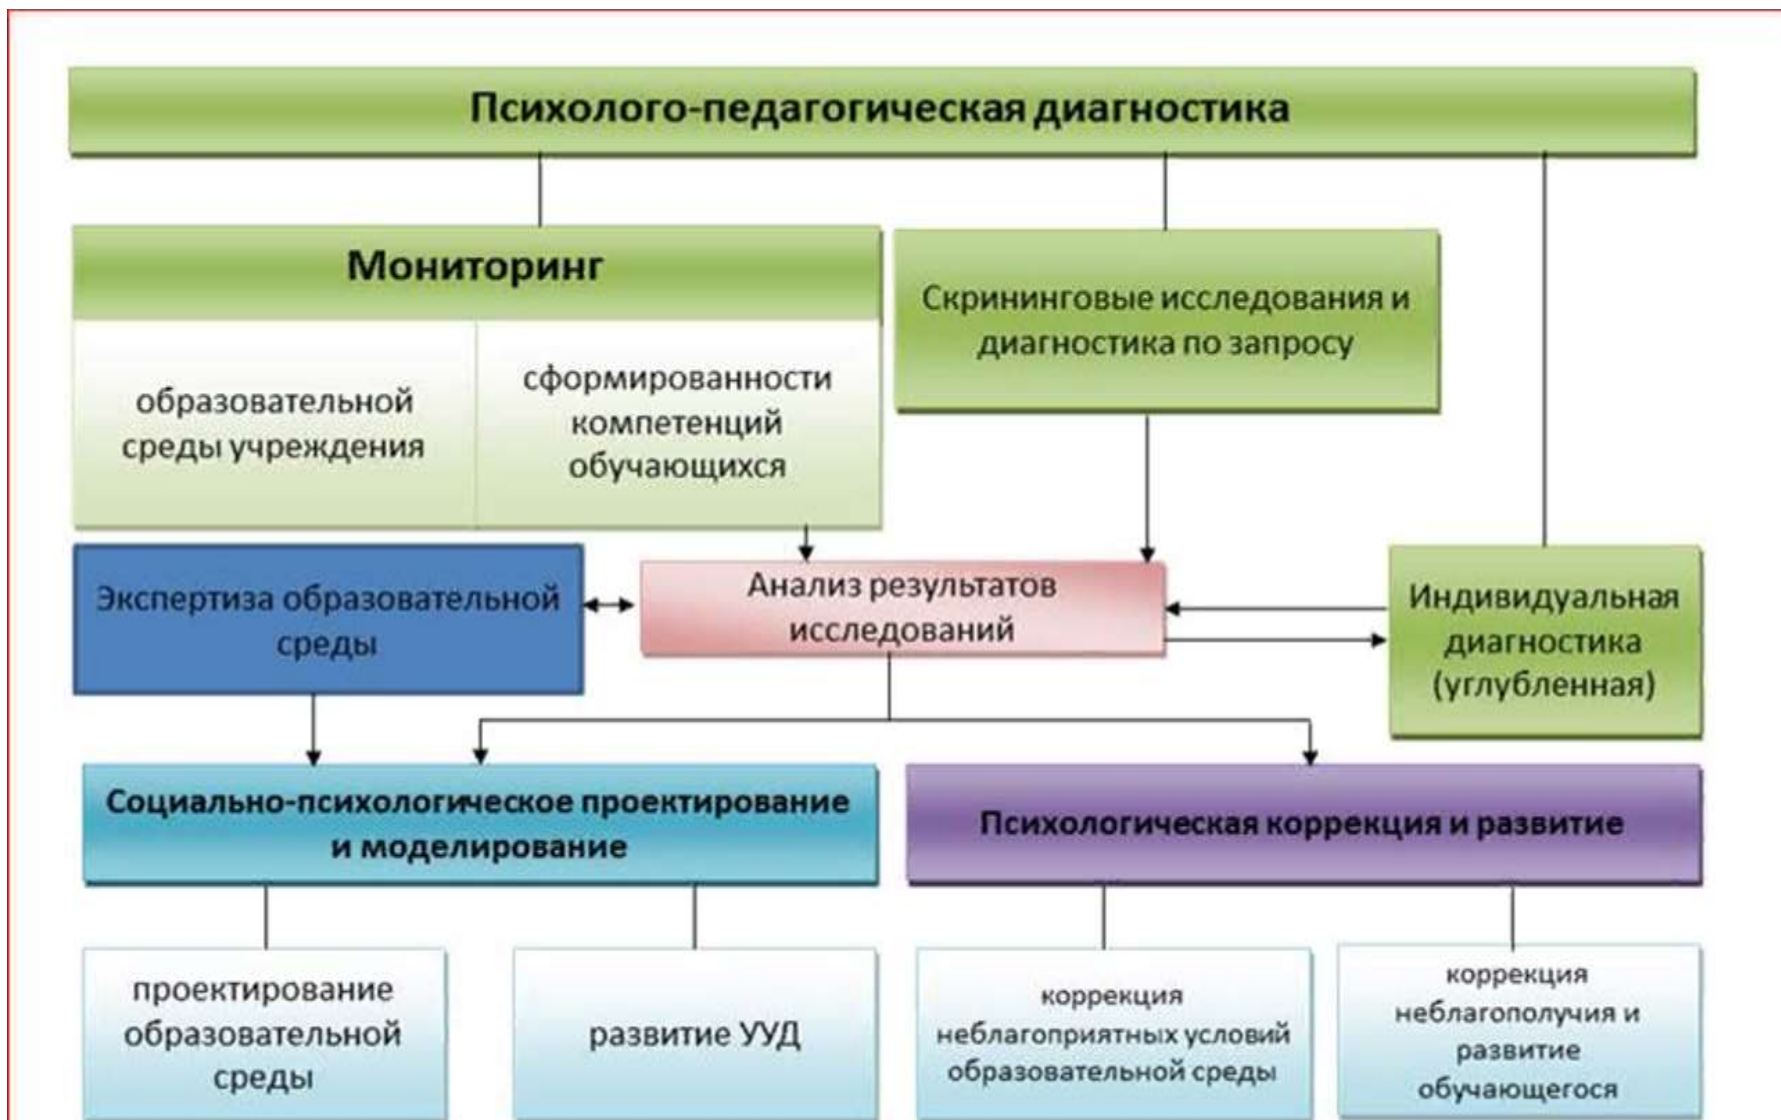 Психолого-педагогическая диагностика
Мониторинг
образовательной
среды учреждения
сформированности
компетенций
обучающихся
Скрининговые исследования и
диагностика по запросу
Экспертиза образовательной
среды
Анализ результатов
исследований
Индивидуальная
диагностика
(углубленная)
Социально-психологическое проектирование
и моделирование
Психологическая коррекция и развитие
проектирование
образовательной
среды
развитие УУД
коррекция
неблагоприятных условий
образовательной среды
коррекция
неблагополучия и
развитие
обучающегося